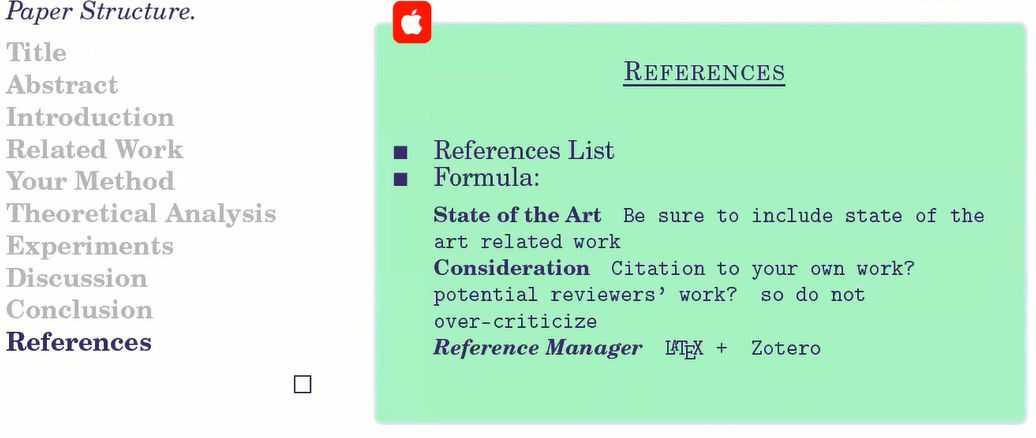 Paper Structure.
Title
Abstract
Introduction
Related Work
Your Method
Theoretical Analysis
Experiments
Discussion
Conclusion
References
References
■ References List
■ Formula:
State of the Art Be sure to include state of the
art related work
Consideration Citation to your own work?
potential reviewers’ work? so do not
over-criticize
Reference Manager LATEX + Zotero